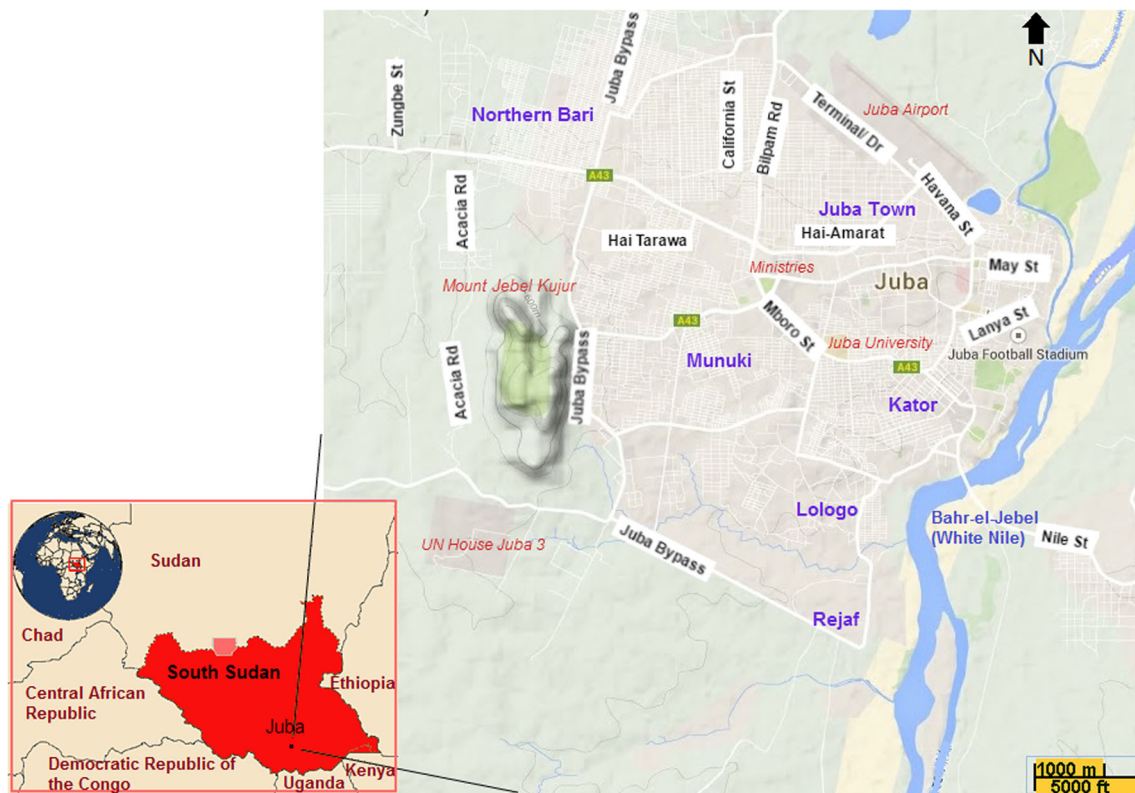 N
Juba Bypass
Zungbe St
Northern Bari
California St
Bilpam Rd
Terminal/ Dr
Juba Airport
A43
Havana St
Acacia Rd
Juba Town
Hai Tarawa
Hai-Amarat
Ministries
May St
Mount Jebel Kujur
600m
Juba
A43
Mboro St
Lanya St
Juba University
Juba Football Stadium
Acacia Rd
Juba Bypass
Munuki
A43
Kator
Lologo
Bahr-el-Jebel
(White Nile)
Nile St
UN House Juba 3
Juba Bypass
Rejaf
1000 m
5000 ft
Sudan
Chad
South Sudan
Central African
Republic
Ethiopia
Juba
Democratic Republic of
the Congo
Uganda
Kenya